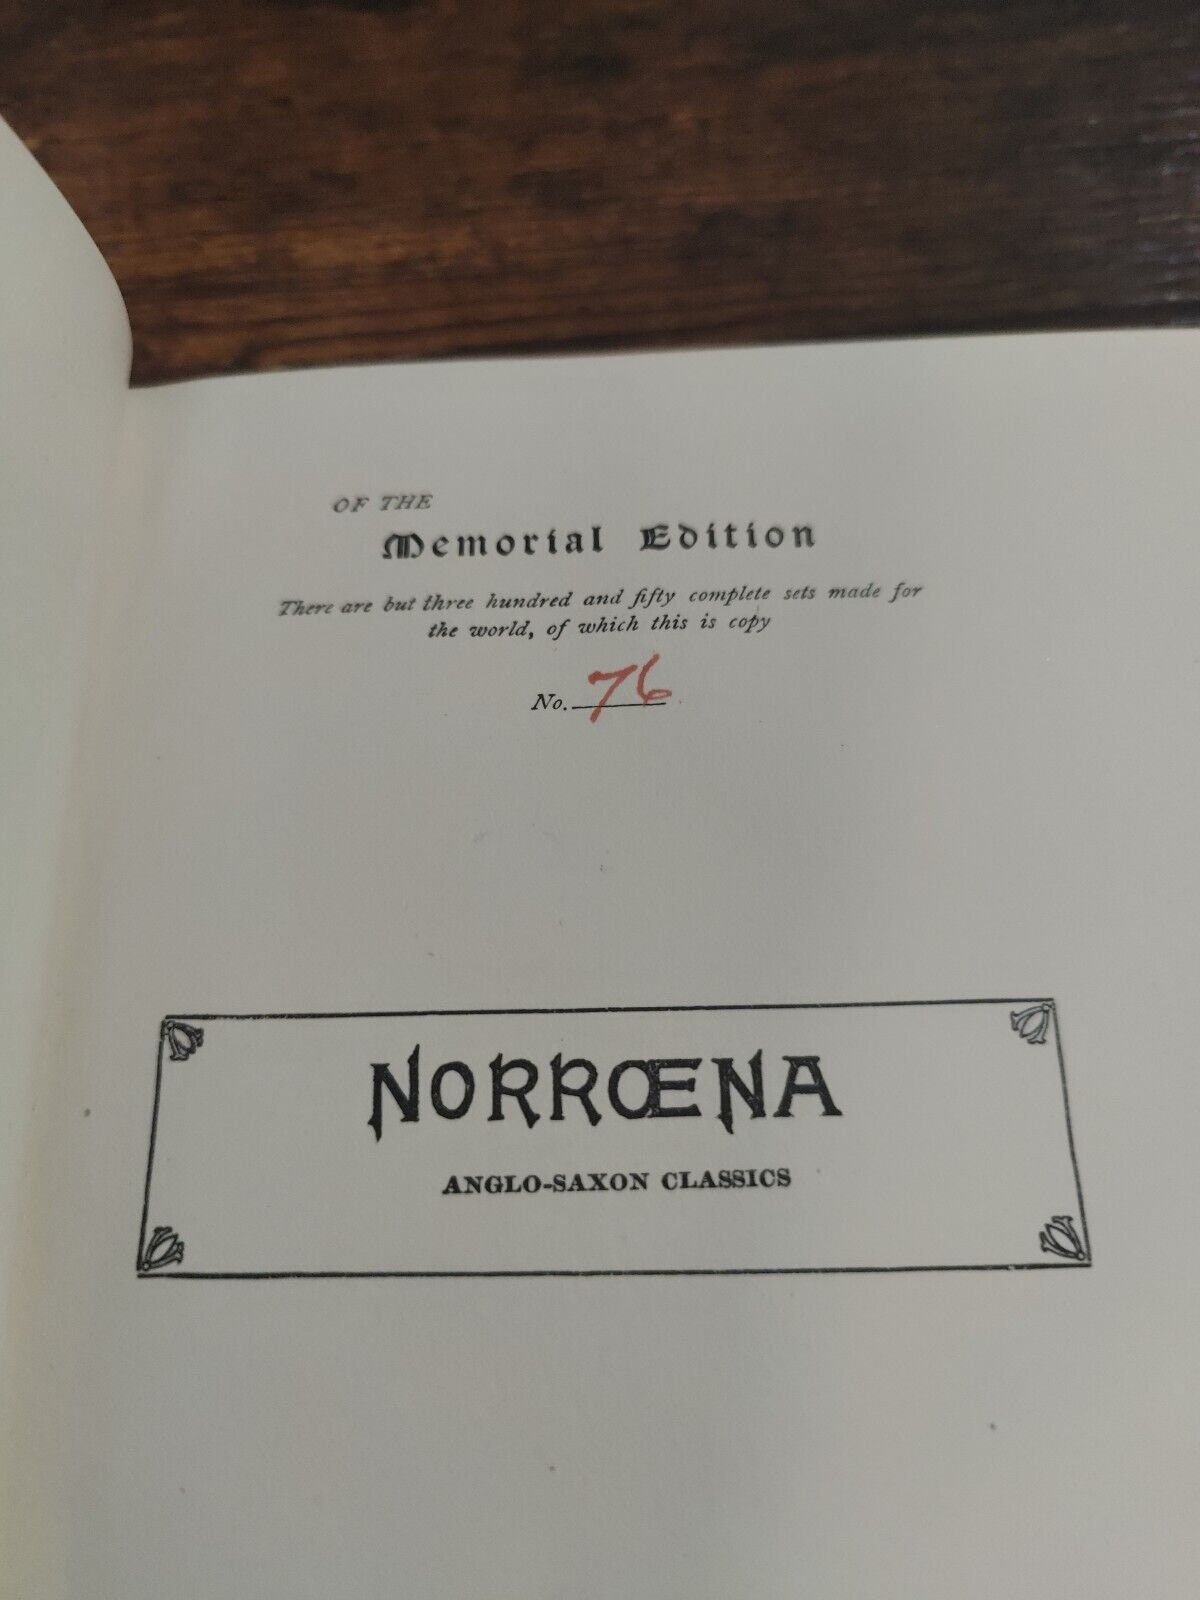 OF THE
Memorial Edition
There are but three hundred and fifty complete sets made for
the world, of which this is copy
No. 76
NORRŒNA
ANGLO-SAXON CLASSICS